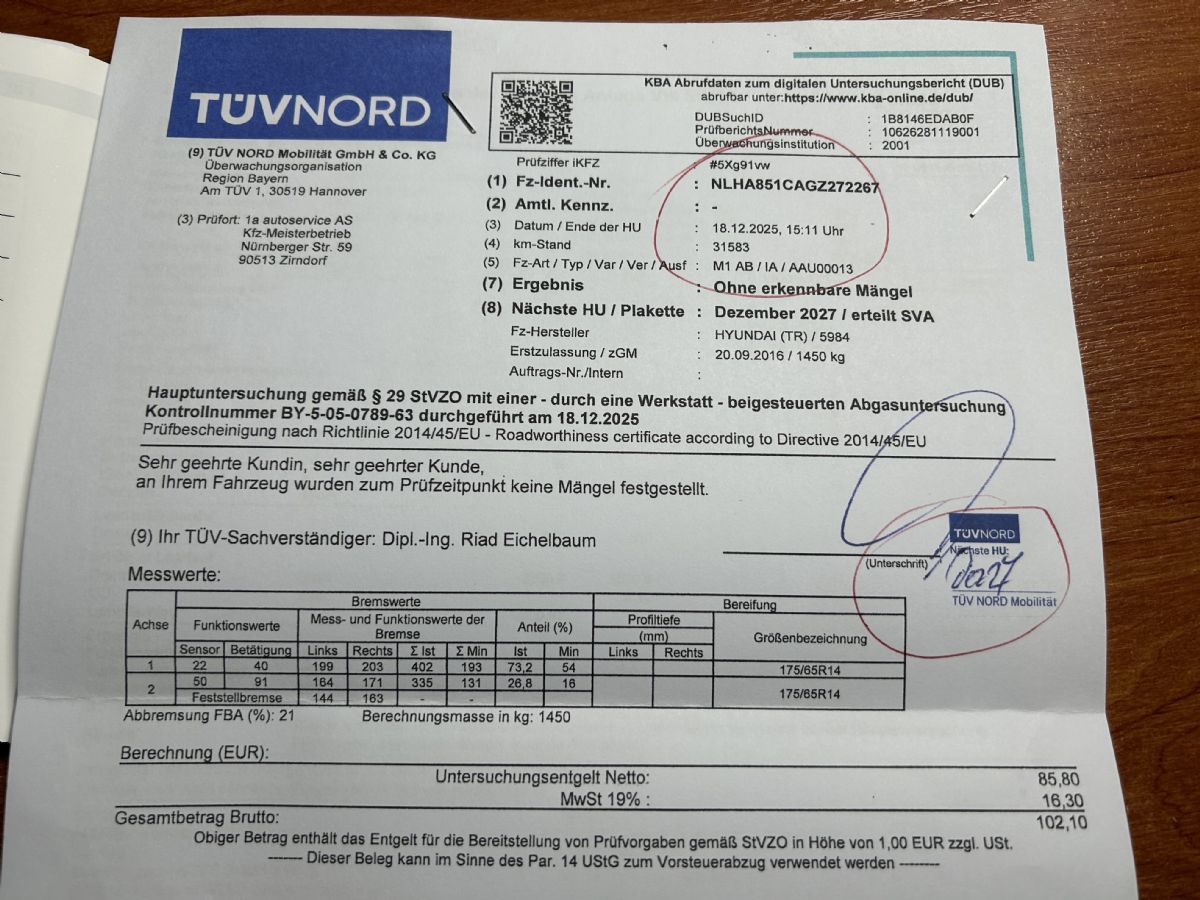 TÜVNORD
(9) TÜV NORD Mobilität GmbH & Co. KG
Überwachungsorganisation
Region Bayern
Am TÜV 1, 30519 Hannover
(3) Prüfort: 1a autoservice AS
Kfz-Meisterbetrieb
Nürnberger Str. 59
90513 Zirndorf
KBA Abrufdaten zum digitalen Untersuchungsbericht (DUB)
abrufbar unter:https://www.kba-online.de/dub/
DUBSuchID : 1B8146EDAB0F
PrüfberichtsNummer : 10626281119001
Überwachungsinstitution : 2001
Prüfziffer iKFZ : #5Xg91vw
(1) Fz-Ident.-Nr. : NLHA851CAGZ272267
(2) Amtl. Kennz. : -
(3) Datum / Ende der HU : 18.12.2025, 15:11 Uhr
(4) km-Stand : 31583
(5) Fz-Art / Typ / Var / Ver / Ausf : M1 AB / IA / AAU00013
(7) Ergebnis : Ohne erkennbare Mängel
(8) Nächste HU / Plakette : Dezember 2027 / erteilt SVA
Fz-Hersteller : HYUNDAI (TR) / 5984
Erstzulassung / zGM : 20.09.2016 / 1450 kg
Auftrags-Nr./Intern :
Hauptuntersuchung gemäß § 29 StVZO mit einer - durch eine Werkstatt - beigesteuerten Abgasuntersuchung
Kontrollnummer BY-5-05-0789-63 durchgeführt am 18.12.2025
Prüfbescheinigung nach Richtlinie 2014/45/EU - Roadworthiness certificate according to Directive 2014/45/EU
Sehr geehrte Kundin, sehr geehrter Kunde,
an Ihrem Fahrzeug wurden zum Prüfzeitpunkt keine Mängel festgestellt.
(9) Ihr TÜV-Sachverständiger: Dipl.-Ing. Riad Eichelbaum
(Unterschrift)
TÜVNORD
Nächste HU:
TÜV NORD Mobilität
Messwerte:
Achse Bremswerte Bereifung
Funktionswerte Mess- und Funktionswerte der Bremse Anteil (%) Profiltiefe (mm) Größenbezeichnung
Sensor Betätigung Links Rechts Σ Ist Σ Min Ist Min Links Rechts
1 22 40 199 203 402 193 73,2 54 175/65R14
2 50 91 164 171 335 131 26,8 16 175/65R14
Feststellbremse 144 163 - -
Abbremsung FBA (%): 21 Berechnungsmasse in kg: 1450
Berechnung (EUR):
Untersuchungsentgelt Netto: 85,80
MwSt 19% : 16,30
Gesamtbetrag Brutto: 102,10
Obiger Betrag enthält das Entgelt für die Bereitstellung von Prüfvorgaben gemäß StVZO in Höhe von 1,00 EUR zzgl. USt.
------- Dieser Beleg kann im Sinne des Par. 14 UStG zum Vorsteuerabzug verwendet werden --------